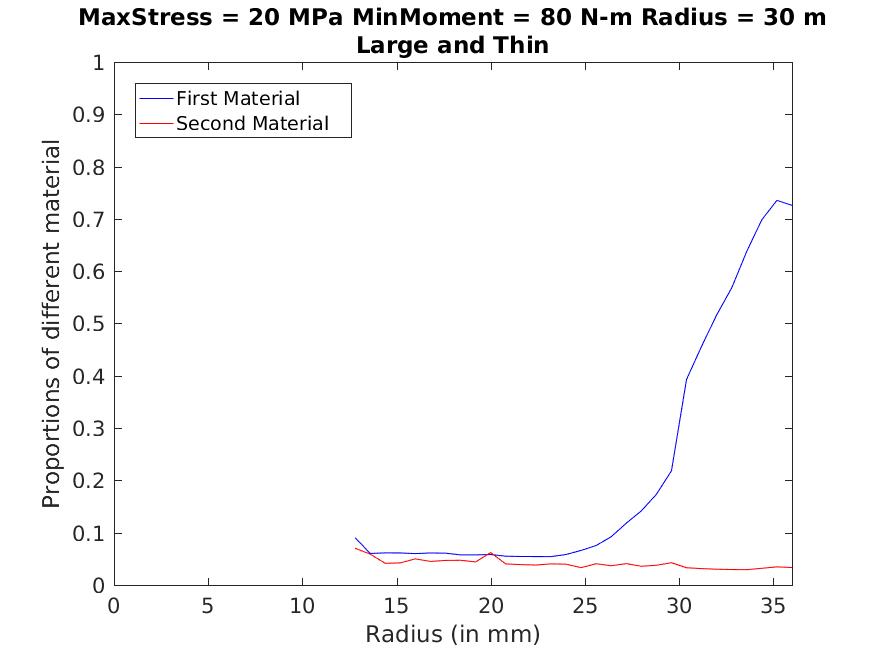 MaxStress = 20 MPa MinMoment = 80 N-m Radius = 30 m
Large and Thin
1
0.9
0.8
0.7
0.6
0.5
0.4
0.3
0.2
0.1
0
Proportions of different material
First Material
Second Material
0 5 10 15 20 25 30 35
Radius (in mm)